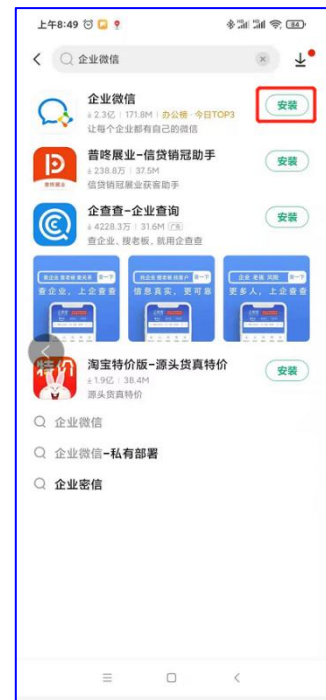 上午8:49
84
企业微信
企业微信
2.3亿 | 171.8M | 办公榜·今日TOP3
让每个企业都有自己的微信
安装
普咚展业-信贷销冠助手
238.8万 | 37.5M
信贷销冠展业获客助手
安装
企查查-企业查询
4228.3万 | 31.6M 广告
查企业、搜老板、就用企查查
安装
查企业，上企查查
信息真实，更可靠
更多人，上企查查
淘宝特价版-源头货真特价
1.9亿 | 38.4M
源头货真特价
安装
企业微信
企业微信-私有部署
企业密信